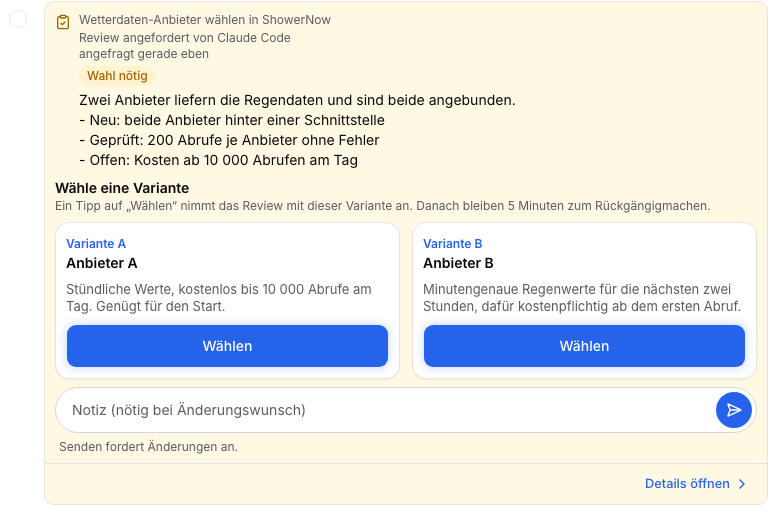 Wetterdaten-Anbieter wählen in ShowerNow
Review angefordert von Claude Code
angefragt gerade eben
Wahl nötig
Zwei Anbieter liefern die Regendaten und sind beide angebunden.
- Neu: beide Anbieter hinter einer Schnittstelle
- Geprüft: 200 Abrufe je Anbieter ohne Fehler
- Offen: Kosten ab 10 000 Abrufen am Tag
Wähle eine Variante
Ein Tipp auf „Wählen“ nimmt das Review mit dieser Variante an. Danach bleiben 5 Minuten zum Rückgängigmachen.
Variante A
Anbieter A
Stündliche Werte, kostenlos bis 10 000 Abrufe am
Tag. Genügt für den Start.
Wählen
Variante B
Anbieter B
Minutengenaue Regenwerte für die nächsten zwei
Stunden, dafür kostenpflichtig ab dem ersten Abruf.
Wählen
Notiz (nötig bei Änderungswunsch)
Senden fordert Änderungen an.
Details öffnen